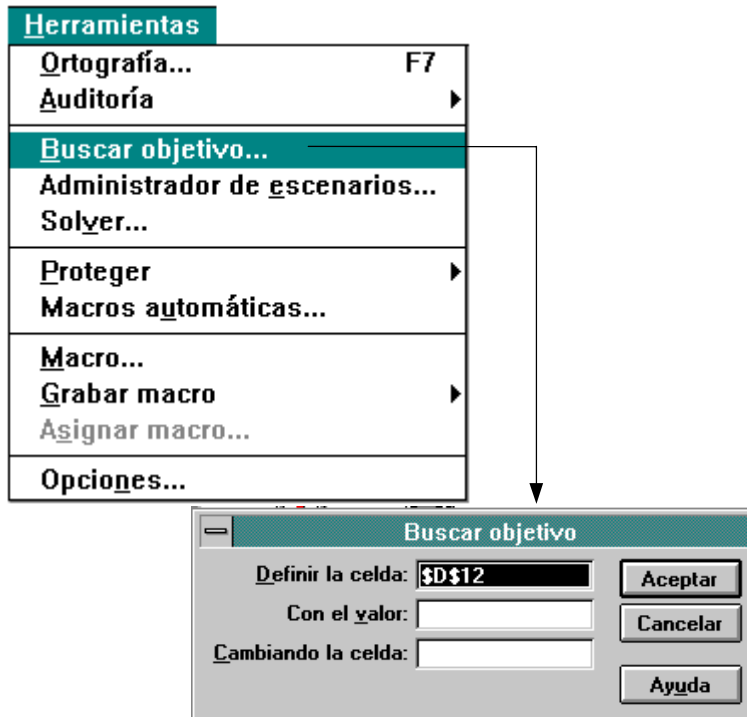 Herramientas
Ortografía... F7
Auditoría
Buscar objetivo...
Administrador de escenarios...
Solver...
Proteger
Macros automáticas...
Macro...
Grabar macro
Asignar macro...
Opciones...
Buscar objetivo
Definir la celda: $D$12 Aceptar
Con el valor: Cancelar
Cambiando la celda:
Ayuda